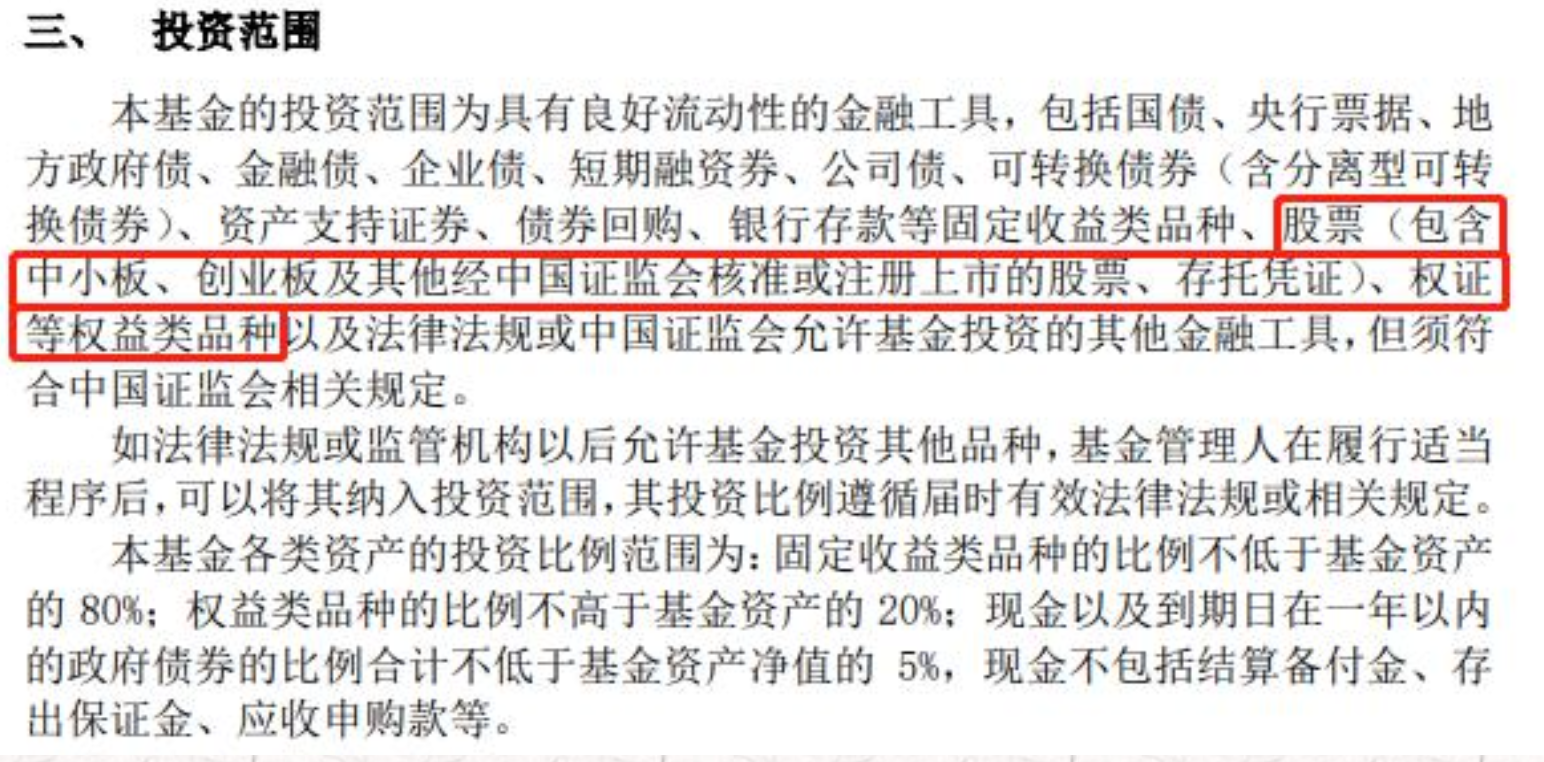 三、 投资范围
本基金的投资范围为具有良好流动性的金融工具，包括国债、央行票据、地
方政府债、金融债、企业债、短期融资券、公司债、可转换债券（含分离型可转
换债券）、资产支持证券、债券回购、银行存款等固定收益类品种、股票（包含
中小板、创业板及其他经中国证监会核准或注册上市的股票、存托凭证）、权证
等权益类品种以及法律法规或中国证监会允许基金投资的其他金融工具，但须符
合中国证监会相关规定。
如法律法规或监管机构以后允许基金投资其他品种，基金管理人在履行适当
程序后，可以将其纳入投资范围，其投资比例遵循届时有效法律法规或相关规定。
本基金各类资产的投资比例范围为：固定收益类品种的比例不低于基金资产
的 80%；权益类品种的比例不高于基金资产的 20%；现金以及到期日在一年以内
的政府债券的比例合计不低于基金资产净值的 5%，现金不包括结算备付金、存
出保证金、应收申购款等。